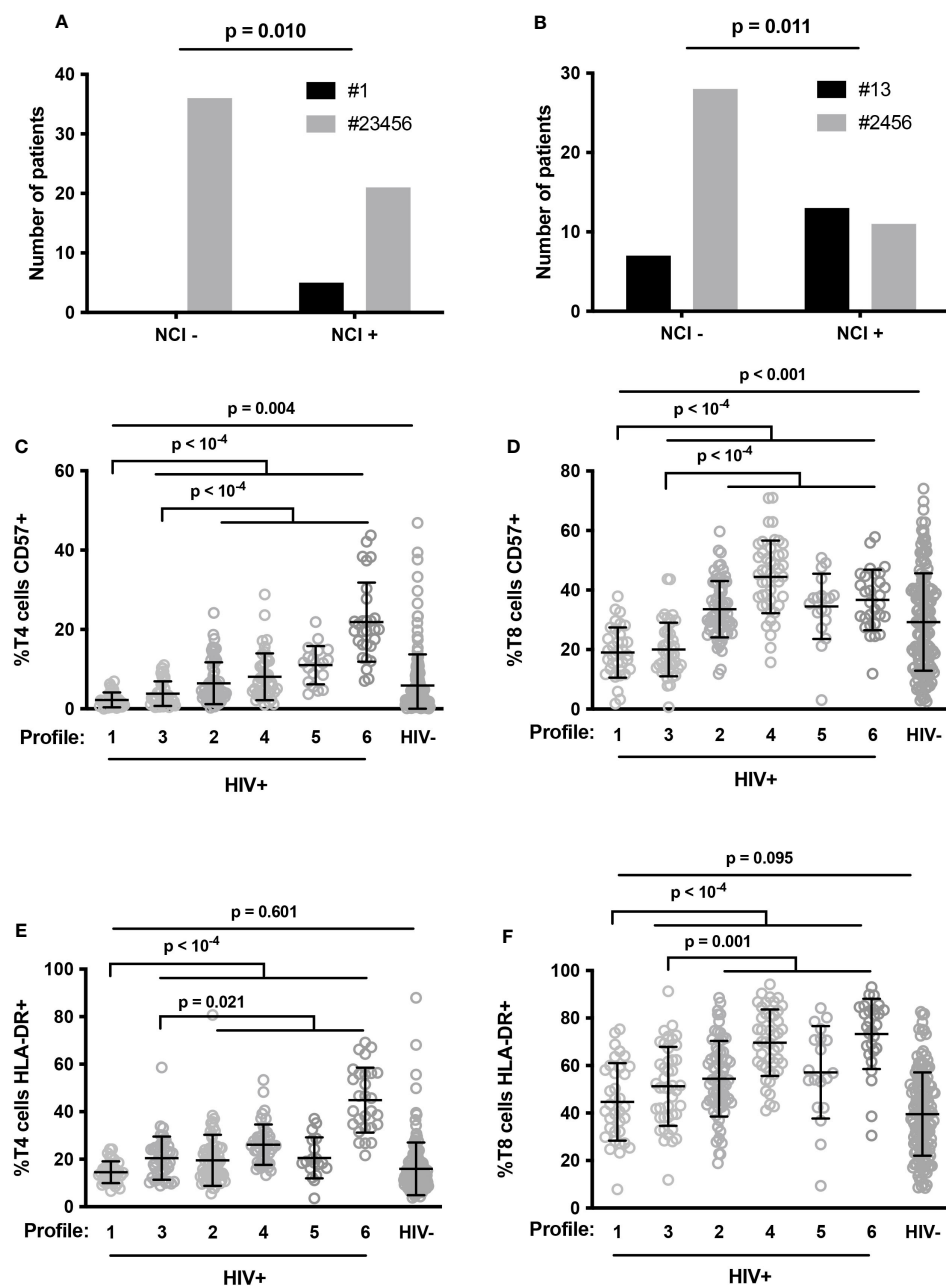 A
p = 0.010
Number of patients
40
30
20
10
0
#1
#23456
NCI -
NCI +
B
p = 0.011
Number of patients
30
20
10
0
#13
#2456
NCI -
NCI +
C
p = 0.004
p < 10-4
p < 10-4
%T4 cells CD57+
60
40
20
0
Profile: 1 3 2 4 5 6 HIV-
HIV+
D
p < 0.001
p < 10-4
p < 10-4
%T8 cells CD57+
80
60
40
20
0
Profile: 1 3 2 4 5 6 HIV-
HIV+
E
p = 0.601
p < 10-4
p = 0.021
%T4 cells HLA-DR+
100
80
60
40
20
0
Profile: 1 3 2 4 5 6 HIV-
HIV+
F
p = 0.095
p < 10-4
p = 0.001
%T8 cells HLA-DR+
100
80
60
40
20
0
Profile: 1 3 2 4 5 6 HIV-
HIV+